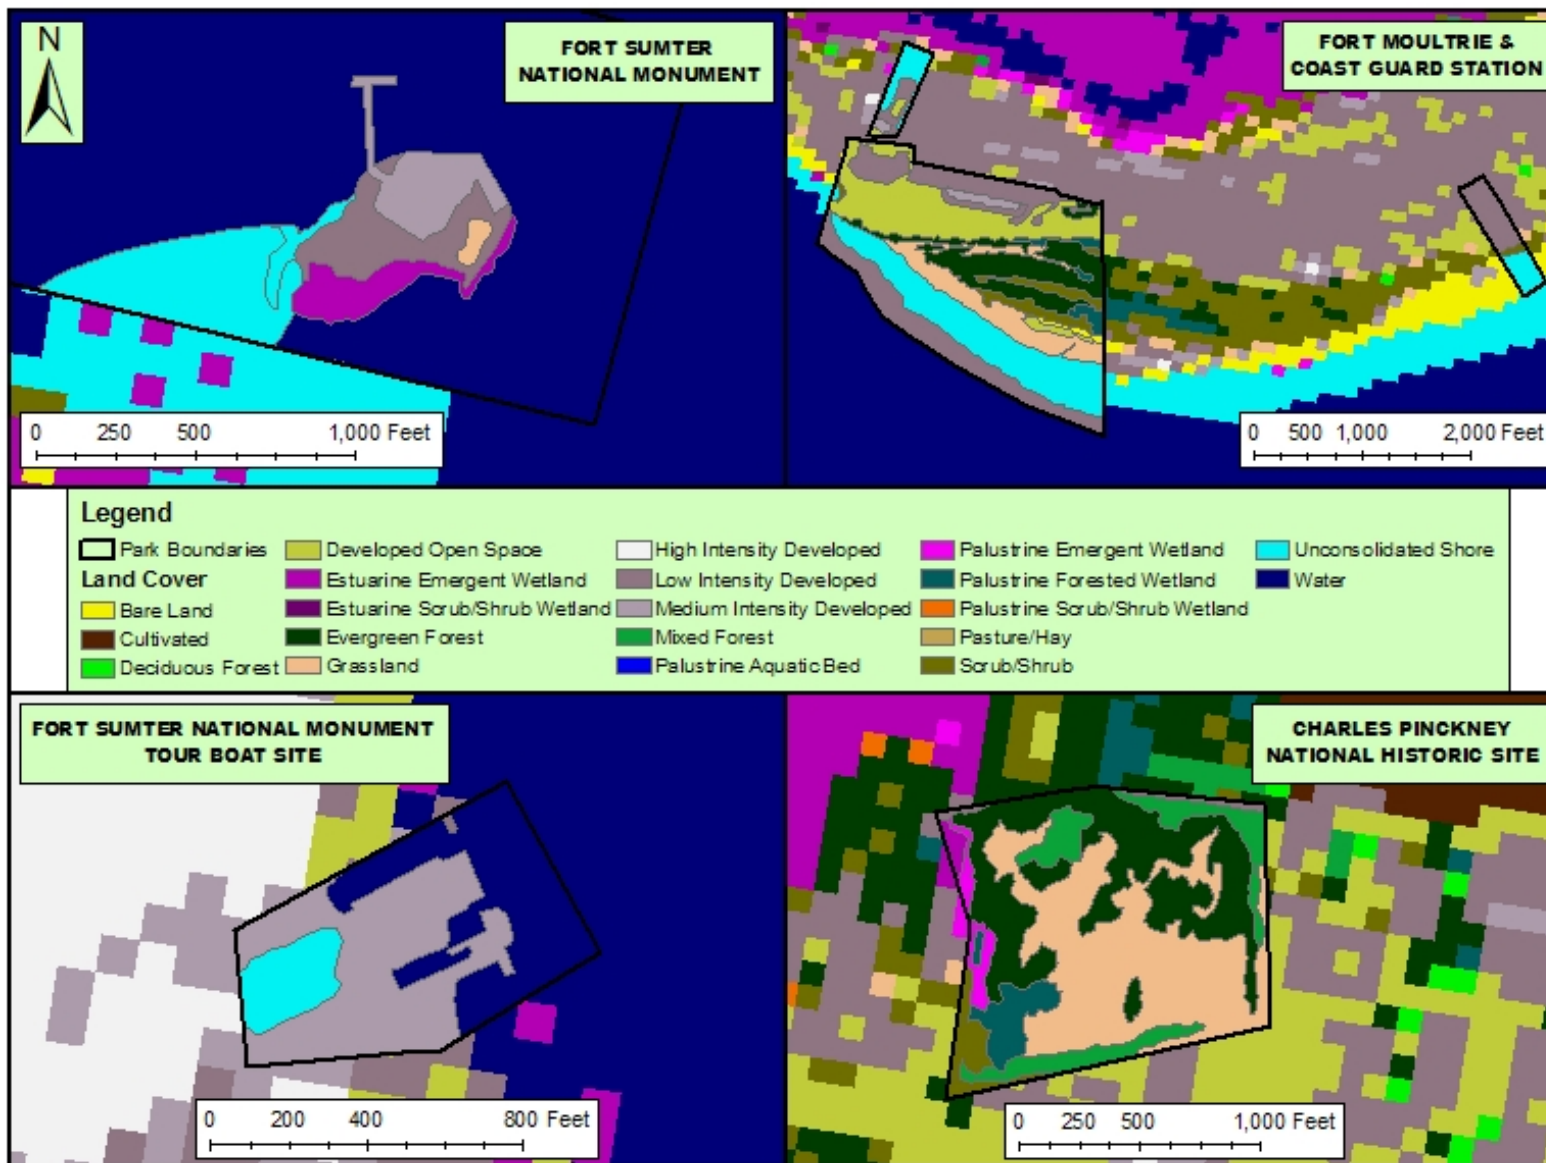 N
FORT SUMTER
NATIONAL MONUMENT
0 250 500 1,000 Feet
FORT MOULTRIE &
COAST GUARD STATION
0 500 1,000 2,000 Feet
Legend
Park Boundaries
Land Cover
Bare Land
Cultivated
Deciduous Forest
Developed Open Space
Estuarine Emergent Wetland
Estuarine Scrub/Shrub Wetland
Evergreen Forest
Grassland
High Intensity Developed
Low Intensity Developed
Medium Intensity Developed
Mixed Forest
Palustrine Aquatic Bed
Palustrine Emergent Wetland
Palustrine Forested Wetland
Palustrine Scrub/Shrub Wetland
Pasture/Hay
Scrub/Shrub
Unconsolidated Shore
Water
FORT SUMTER NATIONAL MONUMENT
TOUR BOAT SITE
0 200 400 800 Feet
CHARLES PINCKNEY
NATIONAL HISTORIC SITE
0 250 500 1,000 Feet